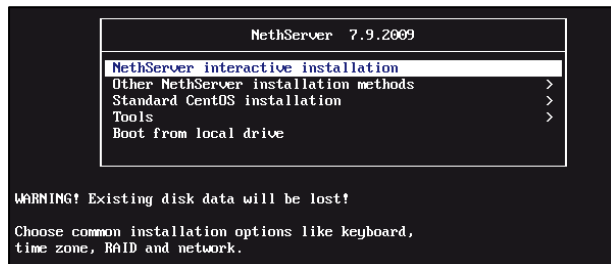 NethServer 7.9.2009
NethServer interactive installation
Other NethServer installation methods >
Standard CentOS installation >
Tools >
Boot from local drive
WARNING! Existing disk data will be lost!
Choose common installation options like keyboard,
time zone, RAID and network.